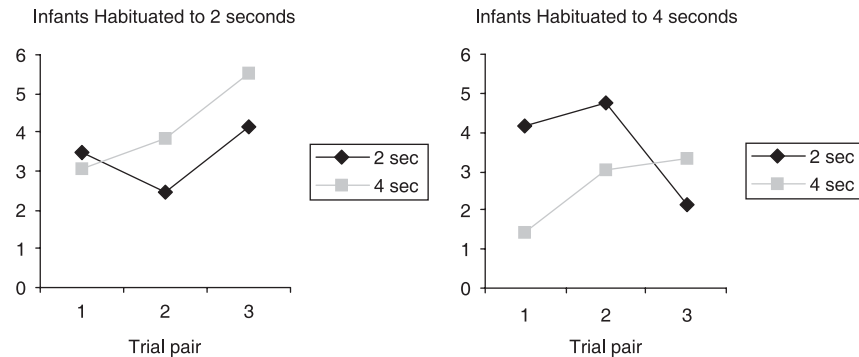 Infants Habituated to 2 seconds
6
5
4
3
2
1
0
1 2 3
Trial pair
2 sec
4 sec
Infants Habituated to 4 seconds
6
5
4
3
2
1
0
1 2 3
Trial pair
2 sec
4 sec